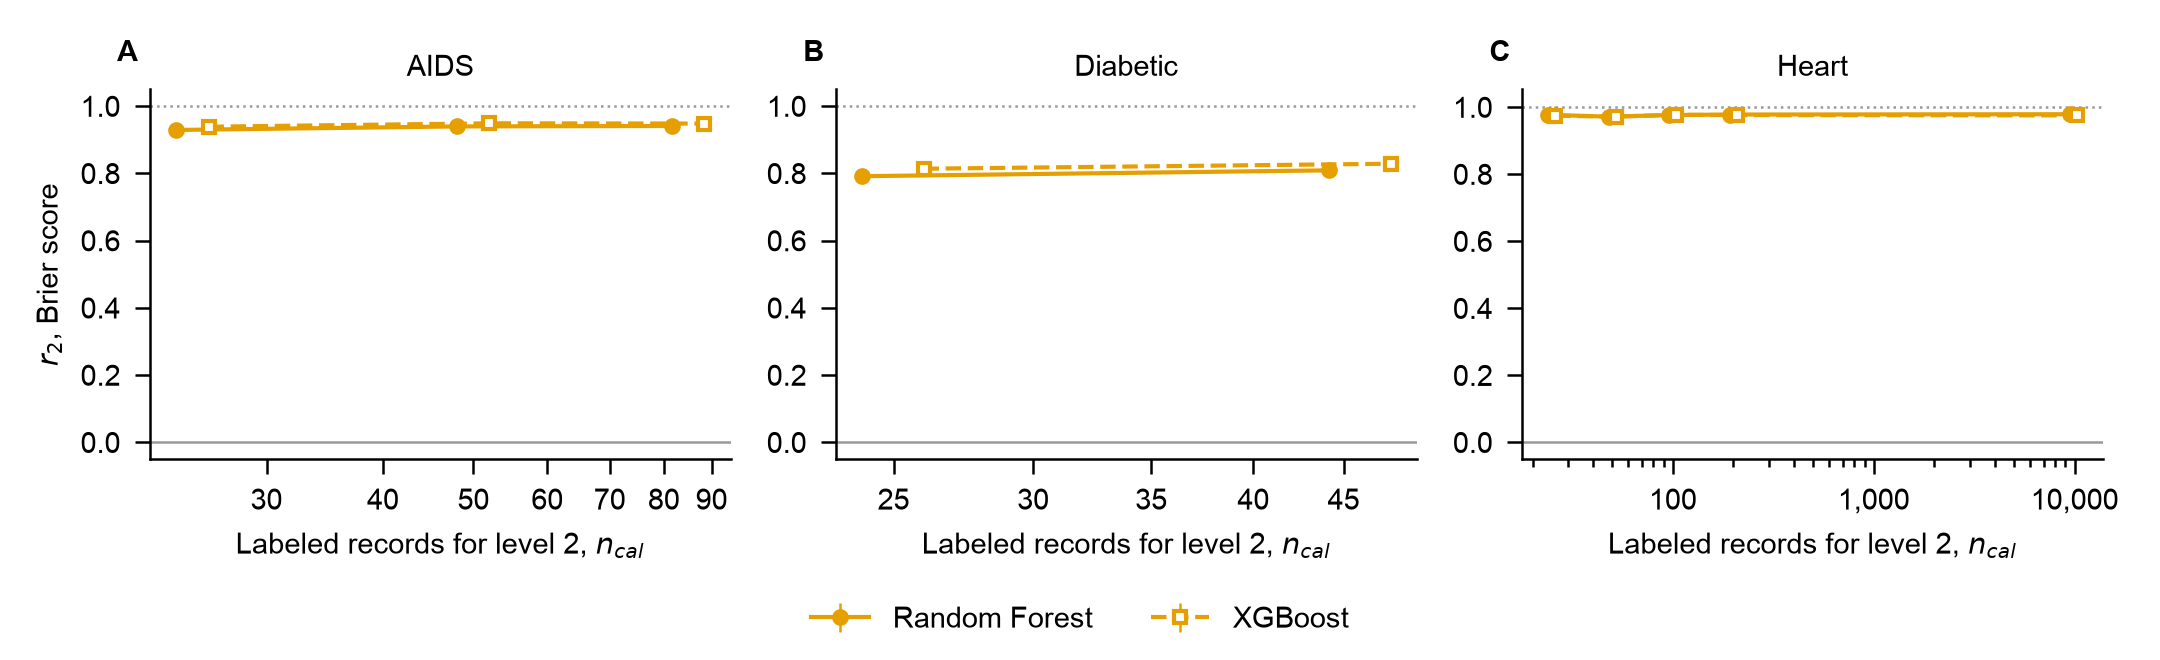 A
AIDS
1.0
0.8
0.6
0.4
0.2
0.0
r2, Brier score
30 40 50 60 70 80 90
Labeled records for level 2, ncal
B
Diabetic
1.0
0.8
0.6
0.4
0.2
0.0
25 30 35 40 45
Labeled records for level 2, ncal
C
Heart
1.0
0.8
0.6
0.4
0.2
0.0
100 1,000 10,000
Labeled records for level 2, ncal
Random Forest XGBoost